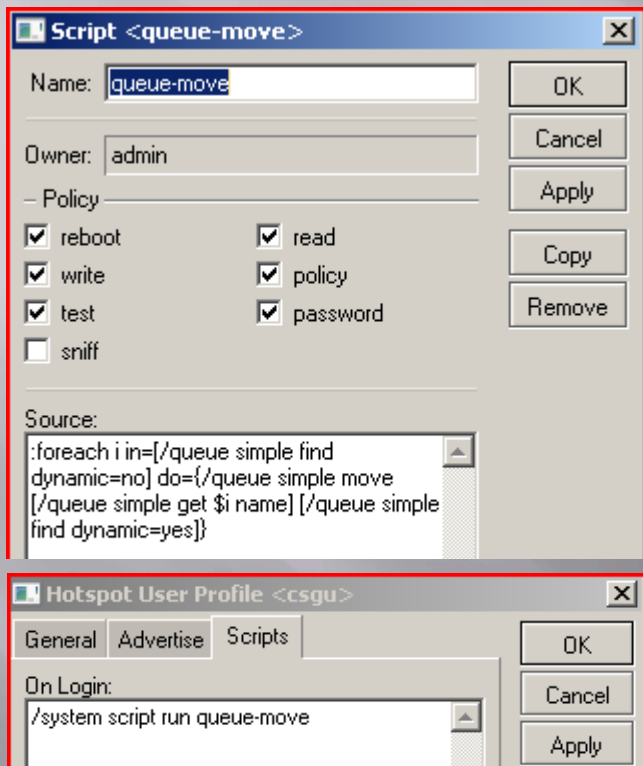 Script <queue-move>
Name: queue-move
OK
Owner: admin
Cancel
Policy
Apply
reboot read
Copy
write policy
Remove
test password
sniff
Source:
:foreach i in=[/queue simple find
dynamic=no] do={/queue simple move
[/queue simple get $i name] [/queue simple
find dynamic=yes]}
Hotspot User Profile <csgu>
General Advertise Scripts
OK
On Login:
Cancel
/system script run queue-move
Apply